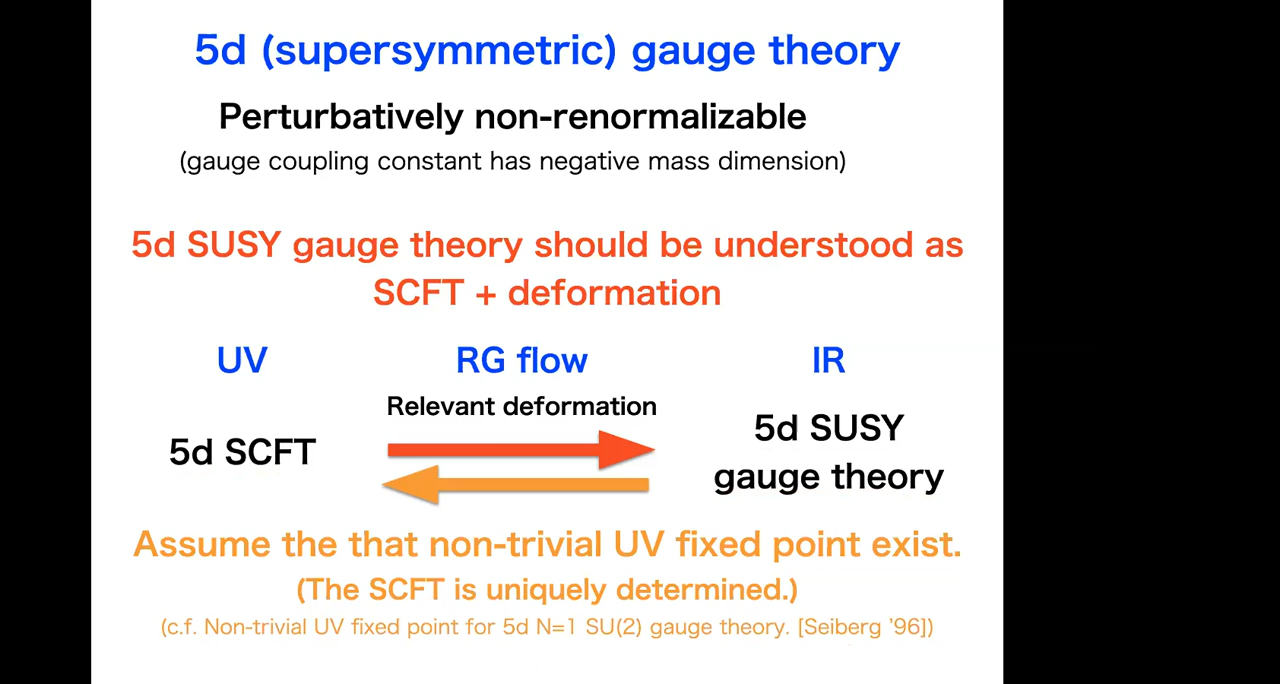 5d (supersymmetric) gauge theory
Perturbatively non-renormalizable
(gauge coupling constant has negative mass dimension)
5d SUSY gauge theory should be understood as
SCFT + deformation
UV
RG flow
IR
Relevant deformation
5d SCFT
5d SUSY
gauge theory
Assume the that non-trivial UV fixed point exist.
(The SCFT is uniquely determined.)
(c.f. Non-trivial UV fixed point for 5d N=1 SU(2) gauge theory. [Seiberg ’96])